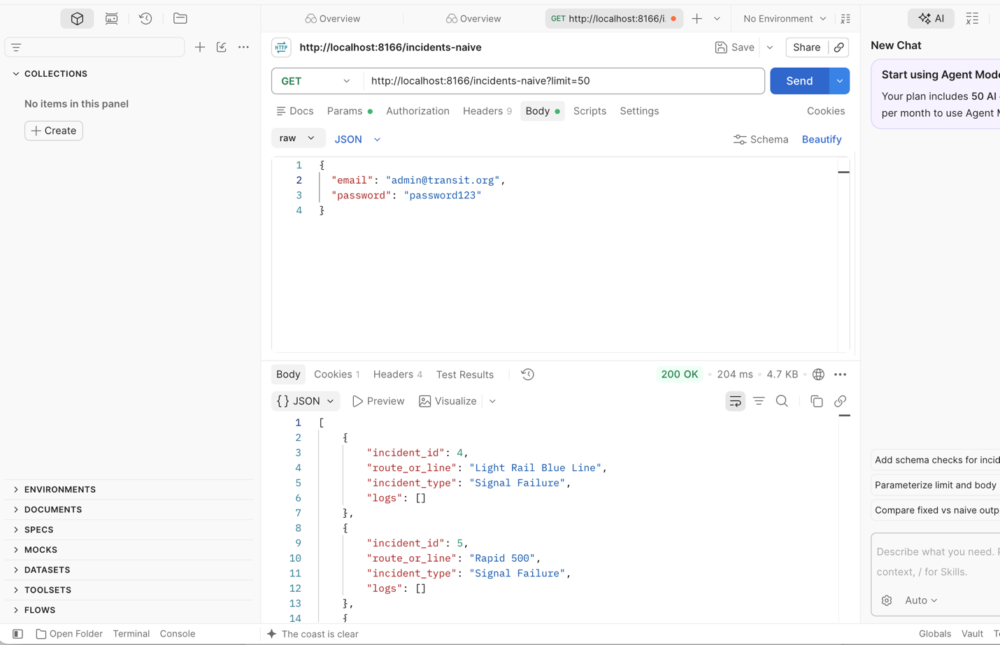 Overview
Overview
GET http://localhost:8166/i.
No Environment
AI
HTTP
http://localhost:8166/incidents-naive
Save
Share
New Chat
COLLECTIONS
No items in this panel
Create
GET
http://localhost:8166/incidents-naive?limit=50
Send
Start using Agent Mode
Your plan includes 50 AI
per month to use Agent
Docs
Params
Authorization
Headers 9
Body
Scripts
Settings
Cookies
raw
JSON
Schema
Beautify
1 {
2 "email": "admin@transit.org",
3 "password": "password123"
4 }
Body
Cookies 1
Headers 4
Test Results
200 OK • 204 ms • 4.7 KB
{} JSON
Preview
Visualize
1 [
2 {
3 "incident_id": 4,
4 "route_or_line": "Light Rail Blue Line",
5 "incident_type": "Signal Failure",
6 "logs": []
7 },
8 {
9 "incident_id": 5,
10 "route_or_line": "Rapid 500",
11 "incident_type": "Signal Failure",
12 "logs": []
13 },
14 {
Add schema checks for incid
Parameterize limit and body
Compare fixed vs naive outp
Describe what you need.
context, / for Skills.
Auto
ENVIRONMENTS
DOCUMENTS
SPECS
MOCKS
DATASETS
TOOLSETS
FLOWS
Open Folder
Terminal
Console
The coast is clear
Globals
Vault